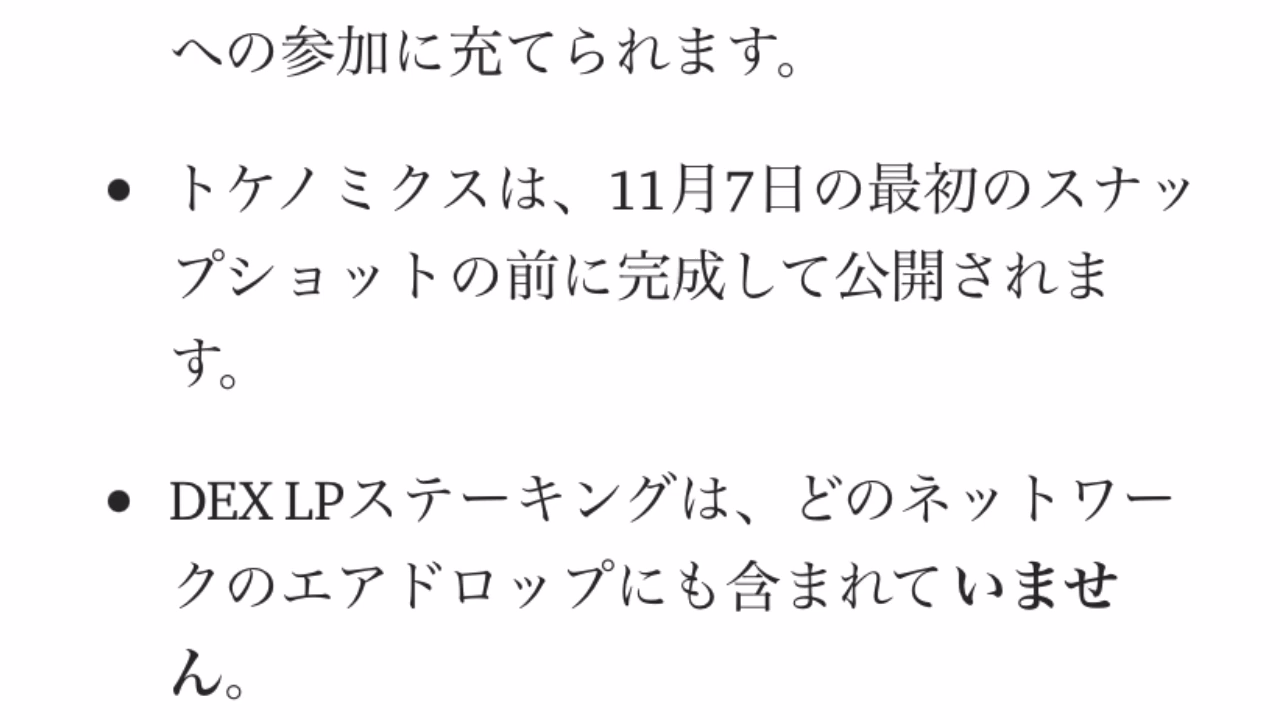 への参加に充てられます。
• トケノミクスは、11月7日の最初のスナッ
プショットの前に完成して公開されま
す。
• DEX LPステーキングは、どのネットワー
クのエアドロップにも含まれていませ
ん。